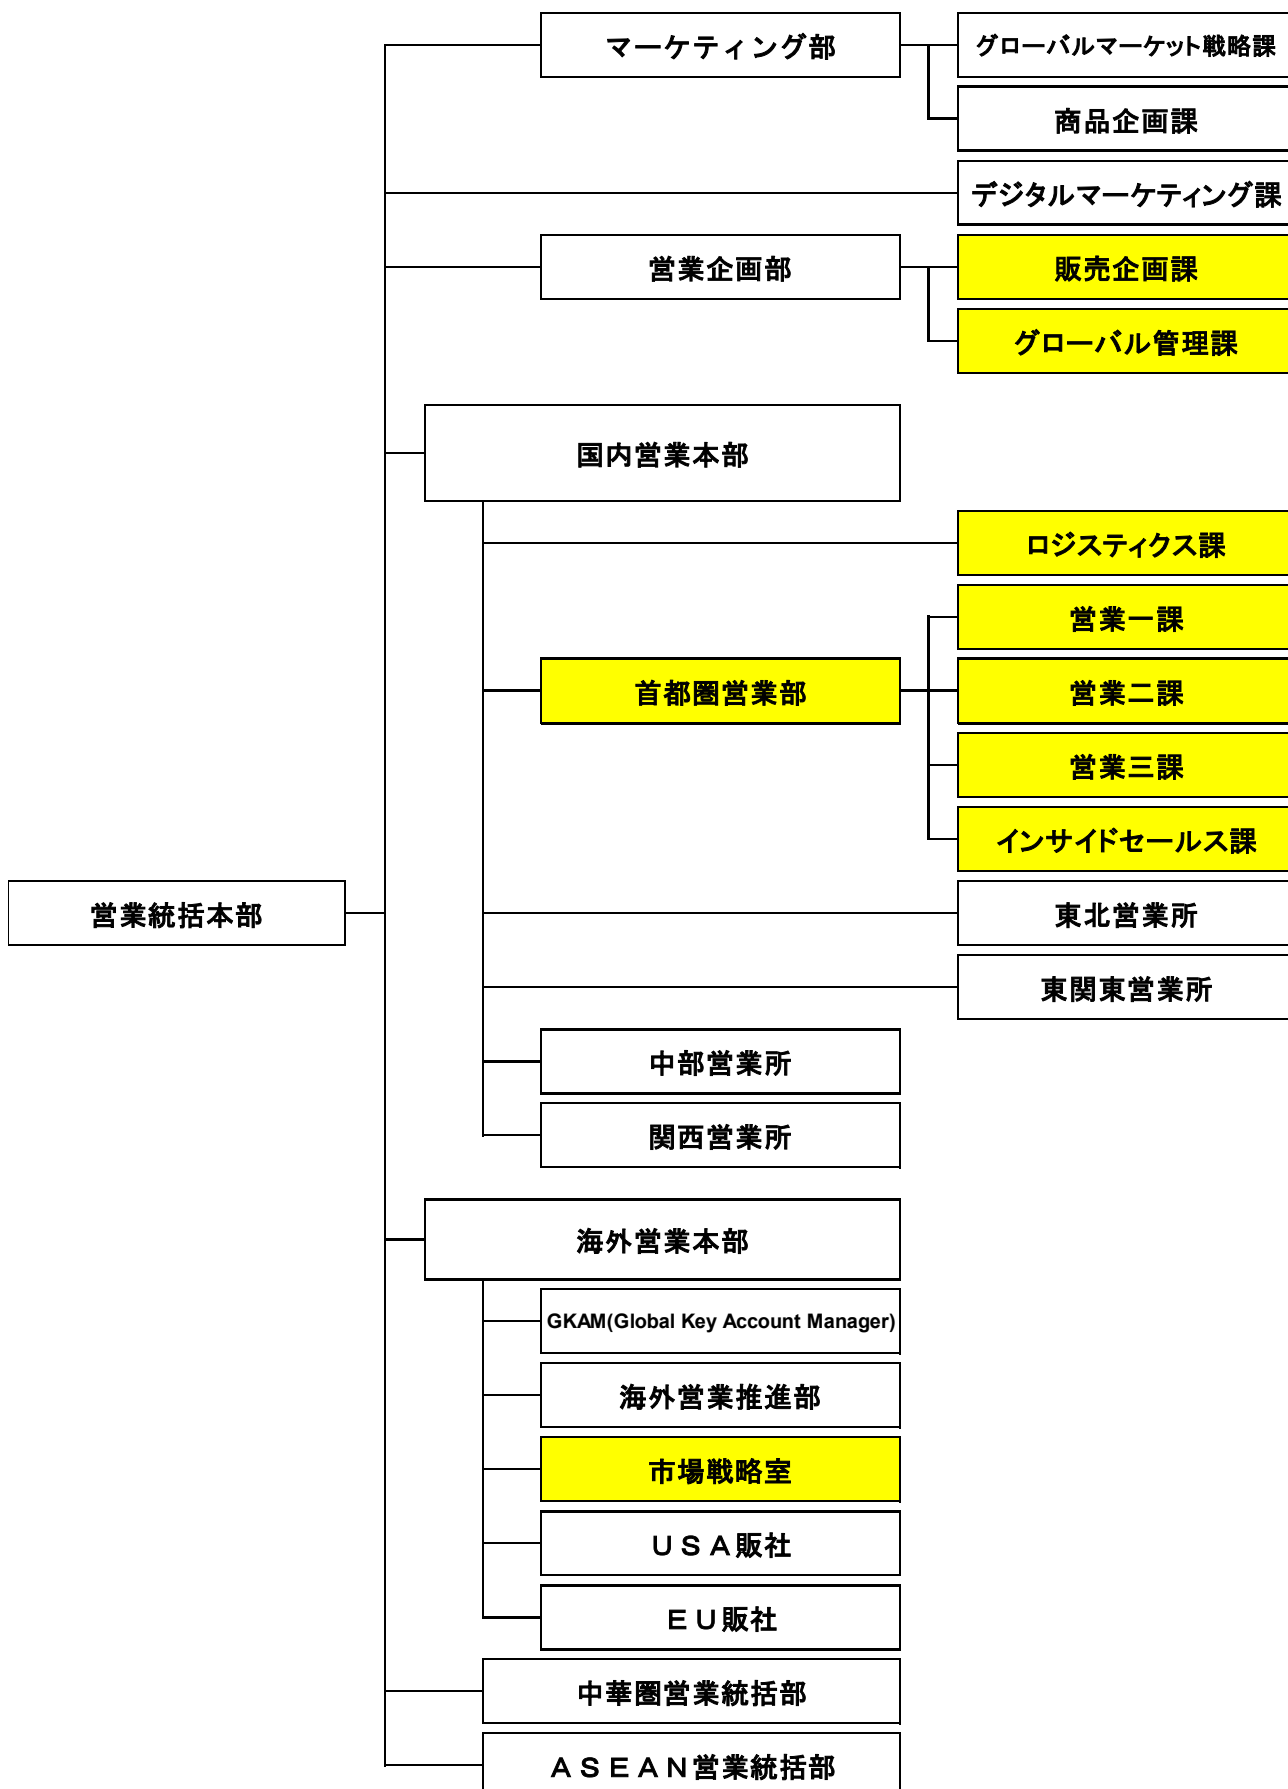 マーケティング部
グローバルマーケット戦略課
商品企画課
デジタルマーケティング課
営業企画部
販売企画課
グローバル管理課
国内営業本部
ロジスティクス課
営業一課
首都圏営業部
営業二課
営業三課
インサイドセールス課
営業統括本部
東北営業所
東関東営業所
中部営業所
関西営業所
海外営業本部
GKAM(Global Key Account Manager)
海外営業推進部
市場戦略室
ＵＳＡ販社
ＥＵ販社
中華圏営業統括部
ＡＳＥＡＮ営業統括部